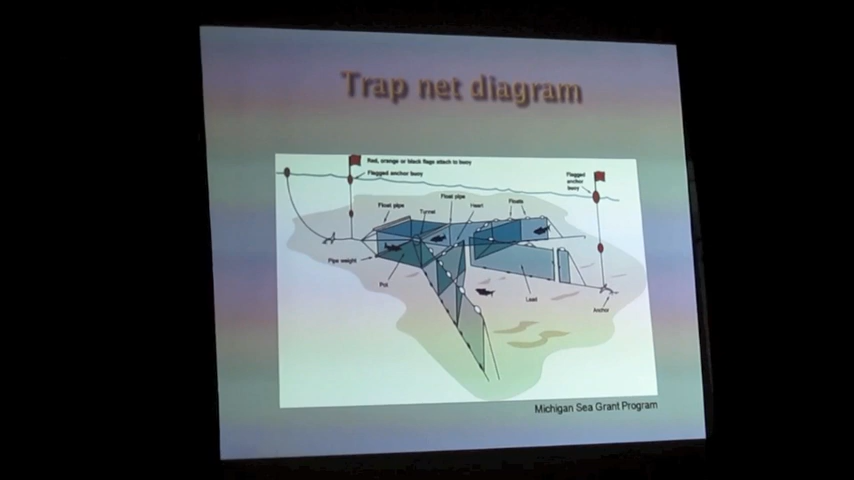 Trap net diagram
Red, orange or black flags attach to buoy
Flagged anchor buoy
Flagged
anchor
buoy
Float pipe
Float pipe
Tunnel
Heart
Floats
Pipe weight
Pot
Lead
Anchor
Michigan Sea Grant Program